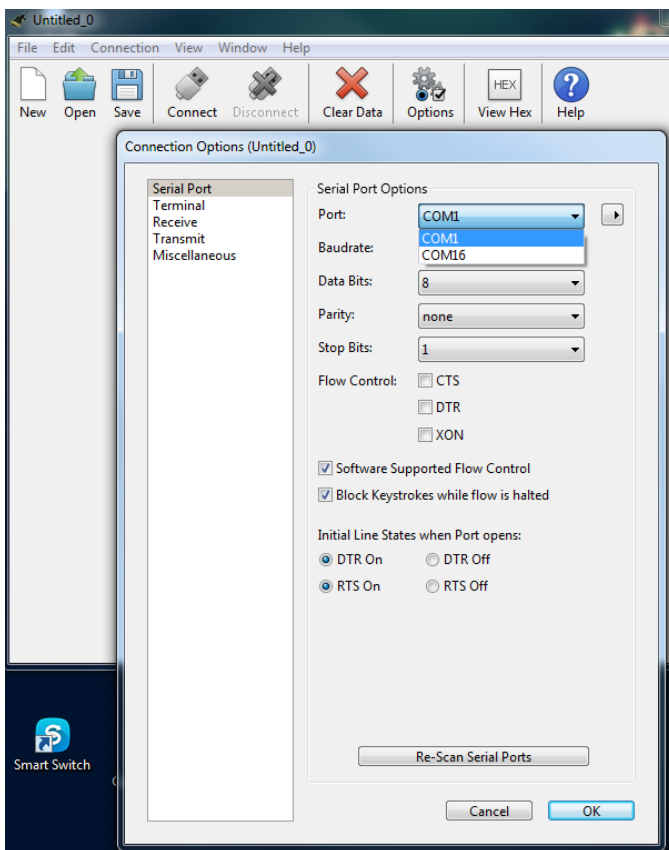 Untitled_0
File Edit Connection View Window Help
HEX
?
New Open Save Connect Disconnect Clear Data Options View Hex Help
Connection Options (Untitled_0)
Serial Port
Terminal
Receive
Transmit
Miscellaneous
Serial Port Options
Port: COM1
COM1
COM16
Baudrate:
Data Bits: 8
Parity: none
Stop Bits: 1
Flow Control: CTS
DTR
XON
Software Supported Flow Control
Block Keystrokes while flow is halted
Initial Line States when Port opens:
DTR On DTR Off
RTS On RTS Off
Re-Scan Serial Ports
Cancel OK
S
Smart Switch